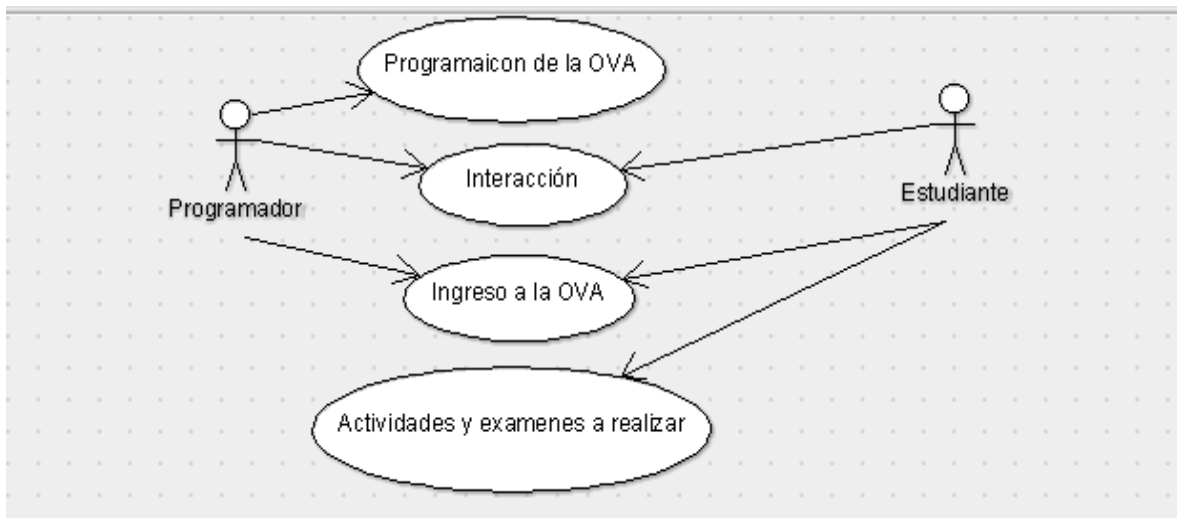 Programaicon de la OVA
Interacción
Programador
Estudiante
Ingreso a la OVA
Actividades y examenes a realizar